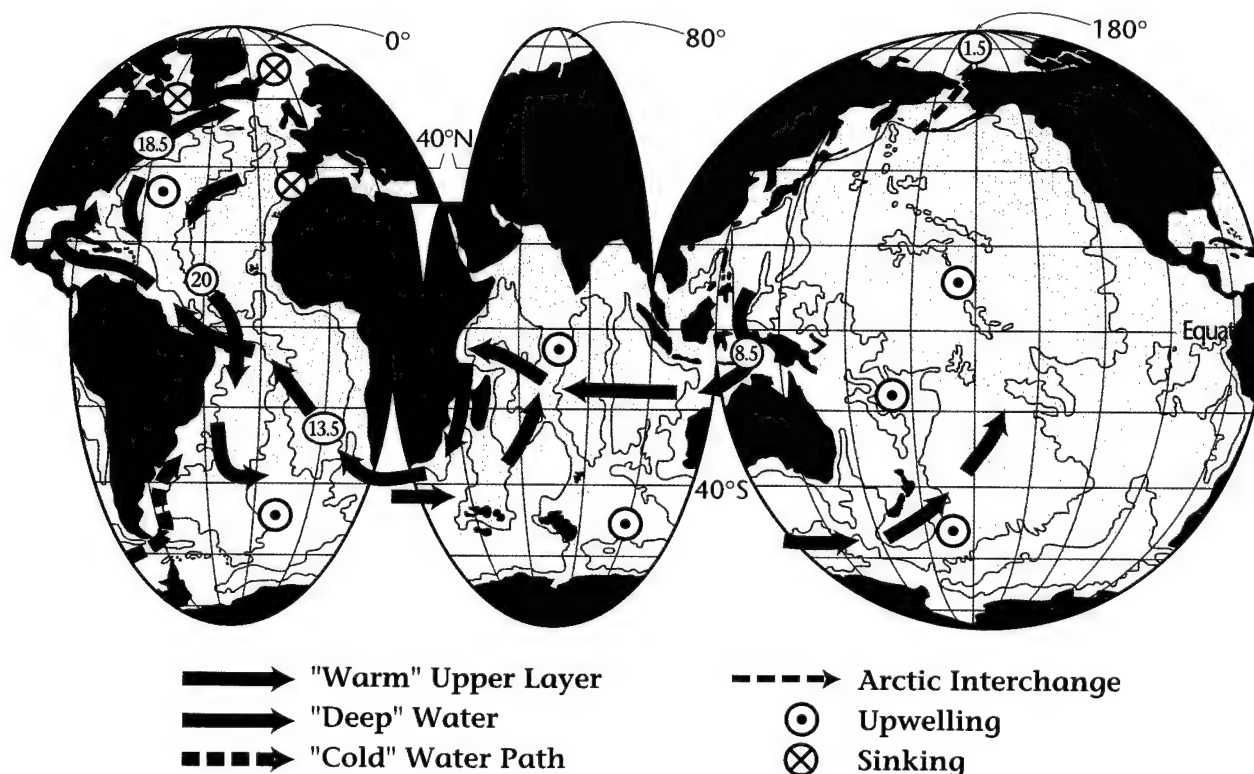 0°
80°
180°
1.5
40°N
18.5
20
8.5
Equat
13.5
40°S
"Warm" Upper Layer
"Deep" Water
"Cold" Water Path
Arctic Interchange
Upwelling
Sinking